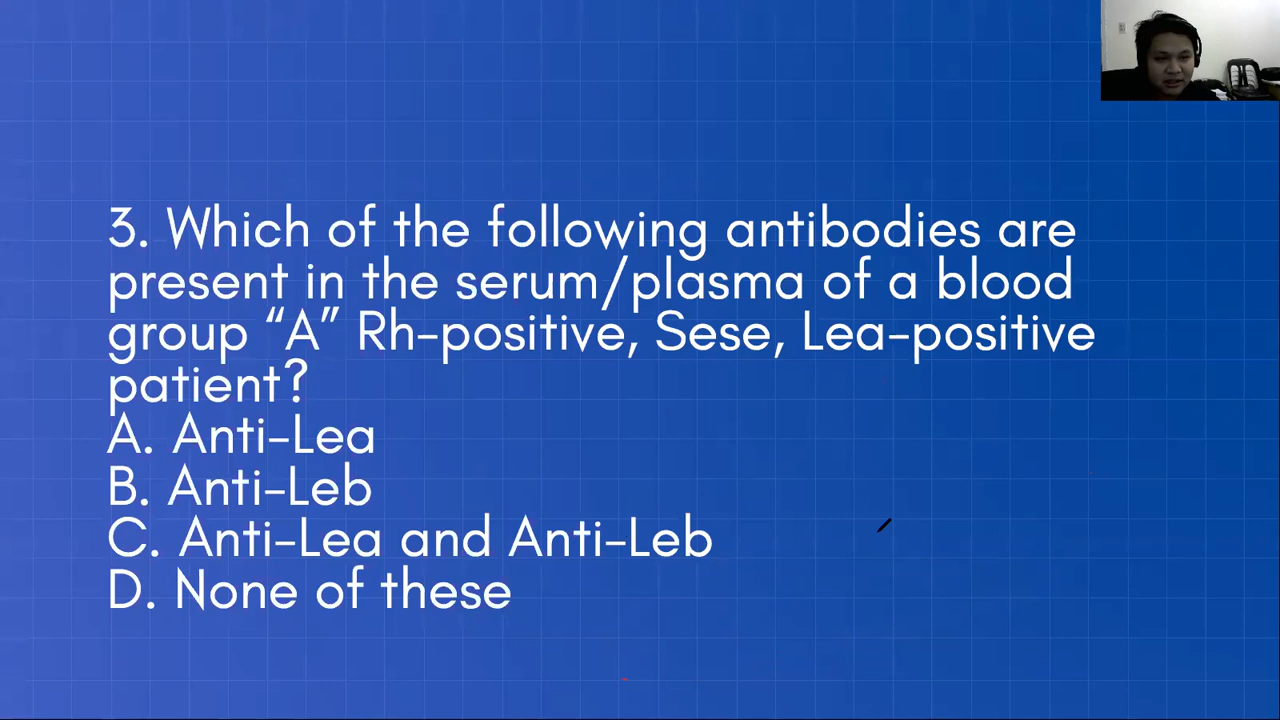 3. Which of the following antibodies are
present in the serum/plasma of a blood
group “A” Rh-positive, Sese, Lea-positive
patient?
A. Anti-Lea
B. Anti-Leb
C. Anti-Lea and Anti-Leb
D. None of these